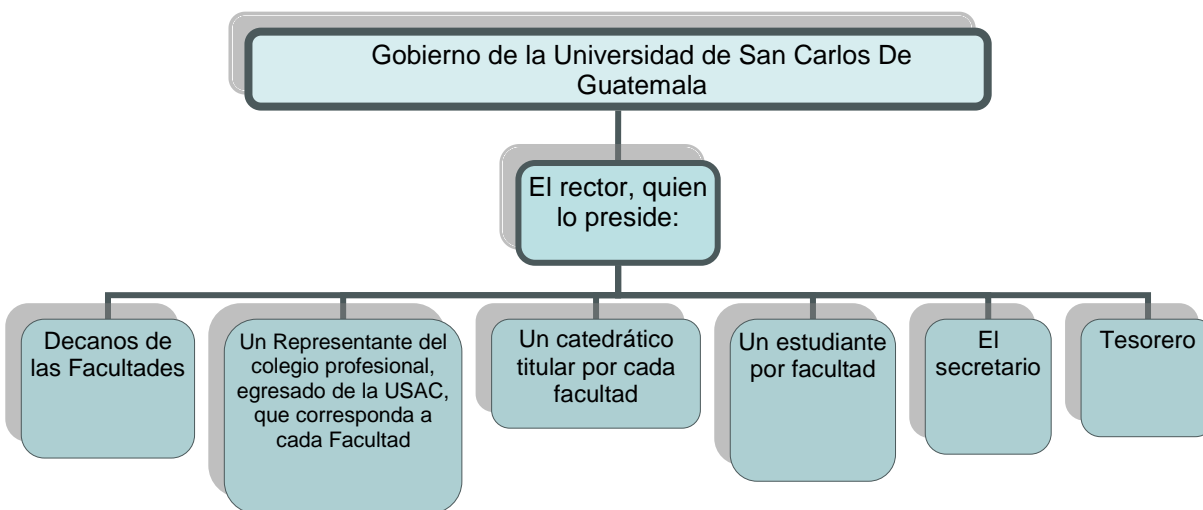 Gobierno de la Universidad de San Carlos De
Guatemala
El rector, quien
lo preside:
Decanos de
las Facultades
Un Representante del
colegio profesional,
egresado de la USAC,
que corresponda a
cada Facultad
Un catedrático
titular por cada
facultad
Un estudiante
por facultad
El
secretario
Tesorero